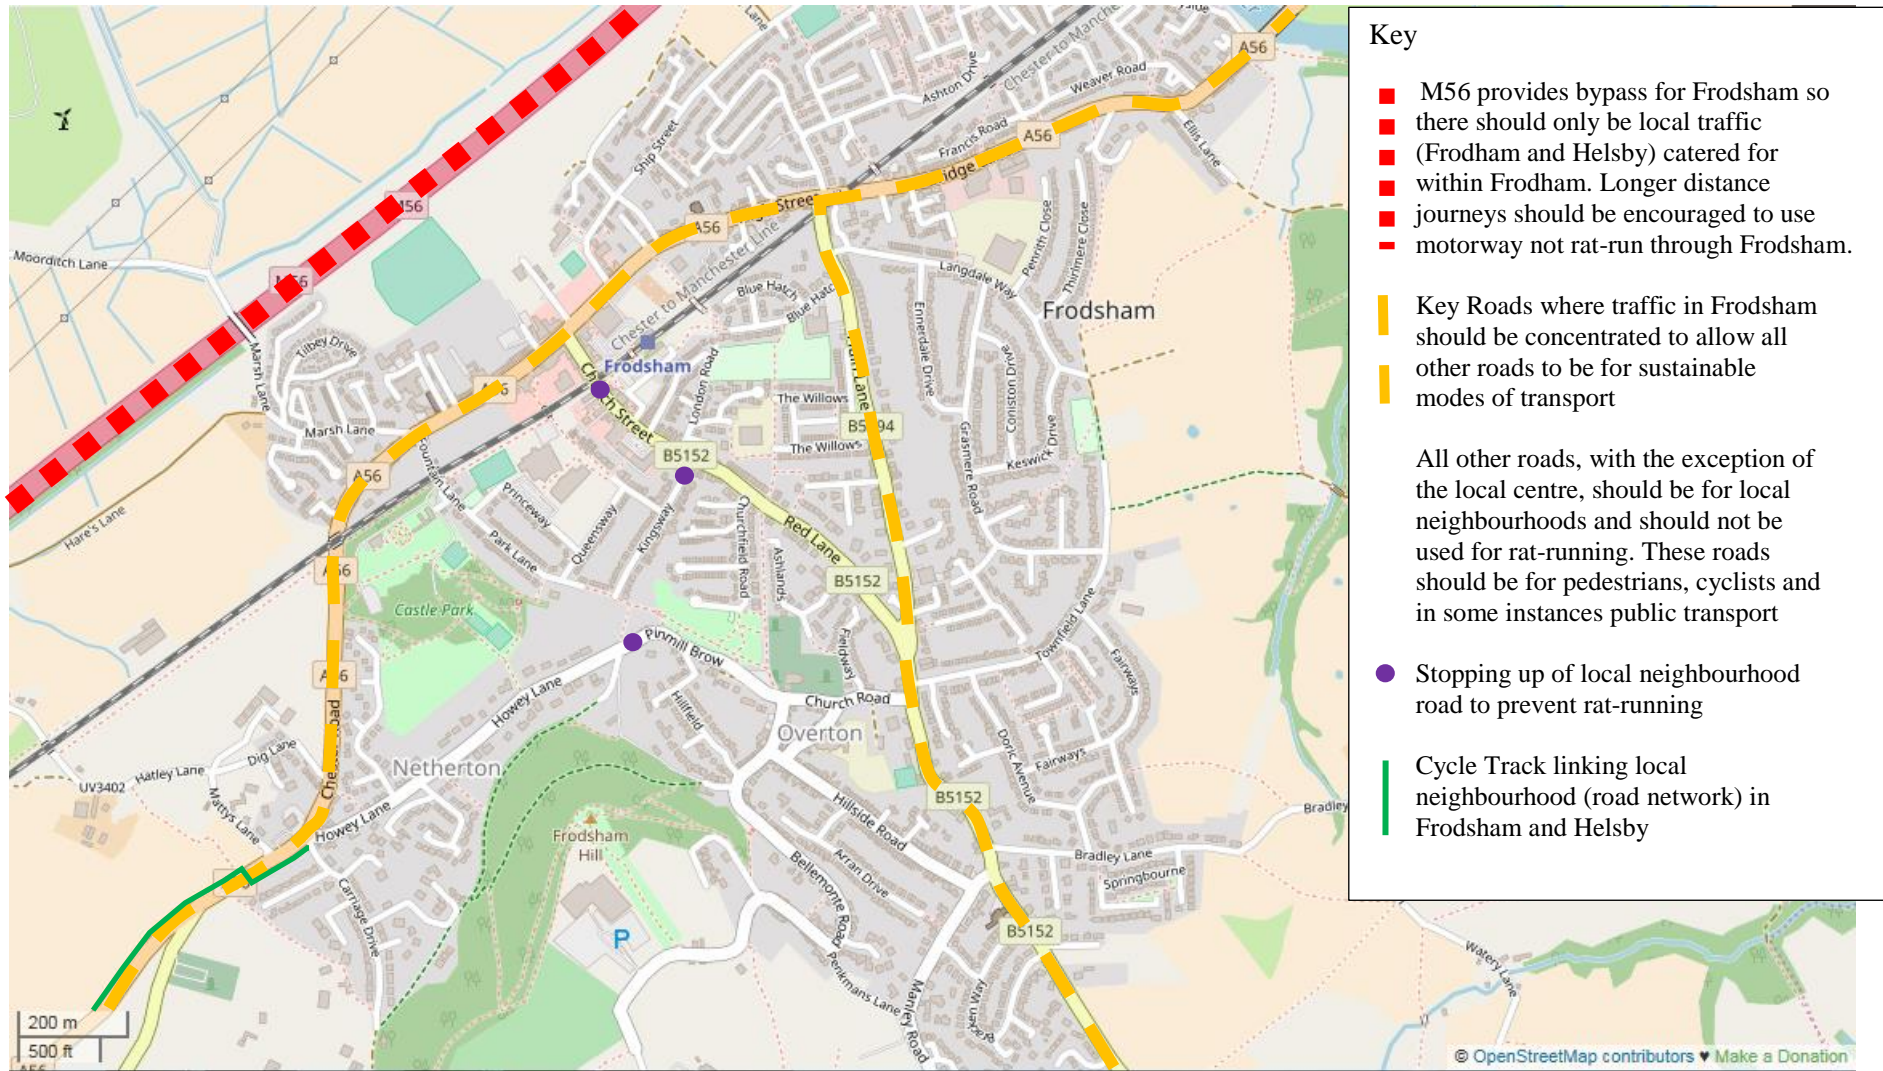 Key
M56 provides bypass for Frodsham so
there should only be local traffic
(Frodham and Helsby) catered for
within Frodham. Longer distance
journeys should be encouraged to use
motorway not rat-run through Frodsham.
Key Roads where traffic in Frodsham
should be concentrated to allow all
other roads to be for sustainable
modes of transport
All other roads, with the exception of
the local centre, should be for local
neighbourhoods and should not be
used for rat-running. These roads
should be for pedestrians, cyclists and
in some instances public transport
Stopping up of local neighbourhood
road to prevent rat-running
Cycle Track linking local
neighbourhood (road network) in
Frodsham and Helsby
A56
Ashton Drive
Chester to Manche
Weaver Road
Ellis Lane
A56
Francis Road
Ship Street
M56
Street
A56
Chester to Manchester Line
Moorditch Lane
Langdale Way
Penrith Close
Thirlmere Close
Blue Hatch
Blue Hatch
Frodsham
Marsh Lane
Tilbey Drive
Frodsham
Ennerdale Drive
Coniston Drive
London Road
The Willows
Church Street
Marsh Lane
The Willows
B5152
Grasmere Road
Keswick Drive
A56
Fountain Lane
Hare's Lane
Princeway
Queensway
Kingsway
Park Lane
Churchfield Road
Ashlands
Red Lane
B5152
A56
Castle Park
Pinmill Brow
Fieldway
Townfield Lane
Fairways
A56
Howey Lane
Hillfield
Church Road
Overton
Doric Avenue
Fairways
Netherton
Dig Lane
Hatley Lane
UV3402
Mattys Lane
Howey Lane
B5152
Hillside Road
Bradley
Frodsham
Hill
Bellemonte Road
Arran Drive
Bradley Lane
Springbourne
Carriage Drive
P
B5152
Penkmans Lane
Manley Road
Watery Lane
200 m
500 ft
A56
© OpenStreetMap contributors ♥ Make a Donation